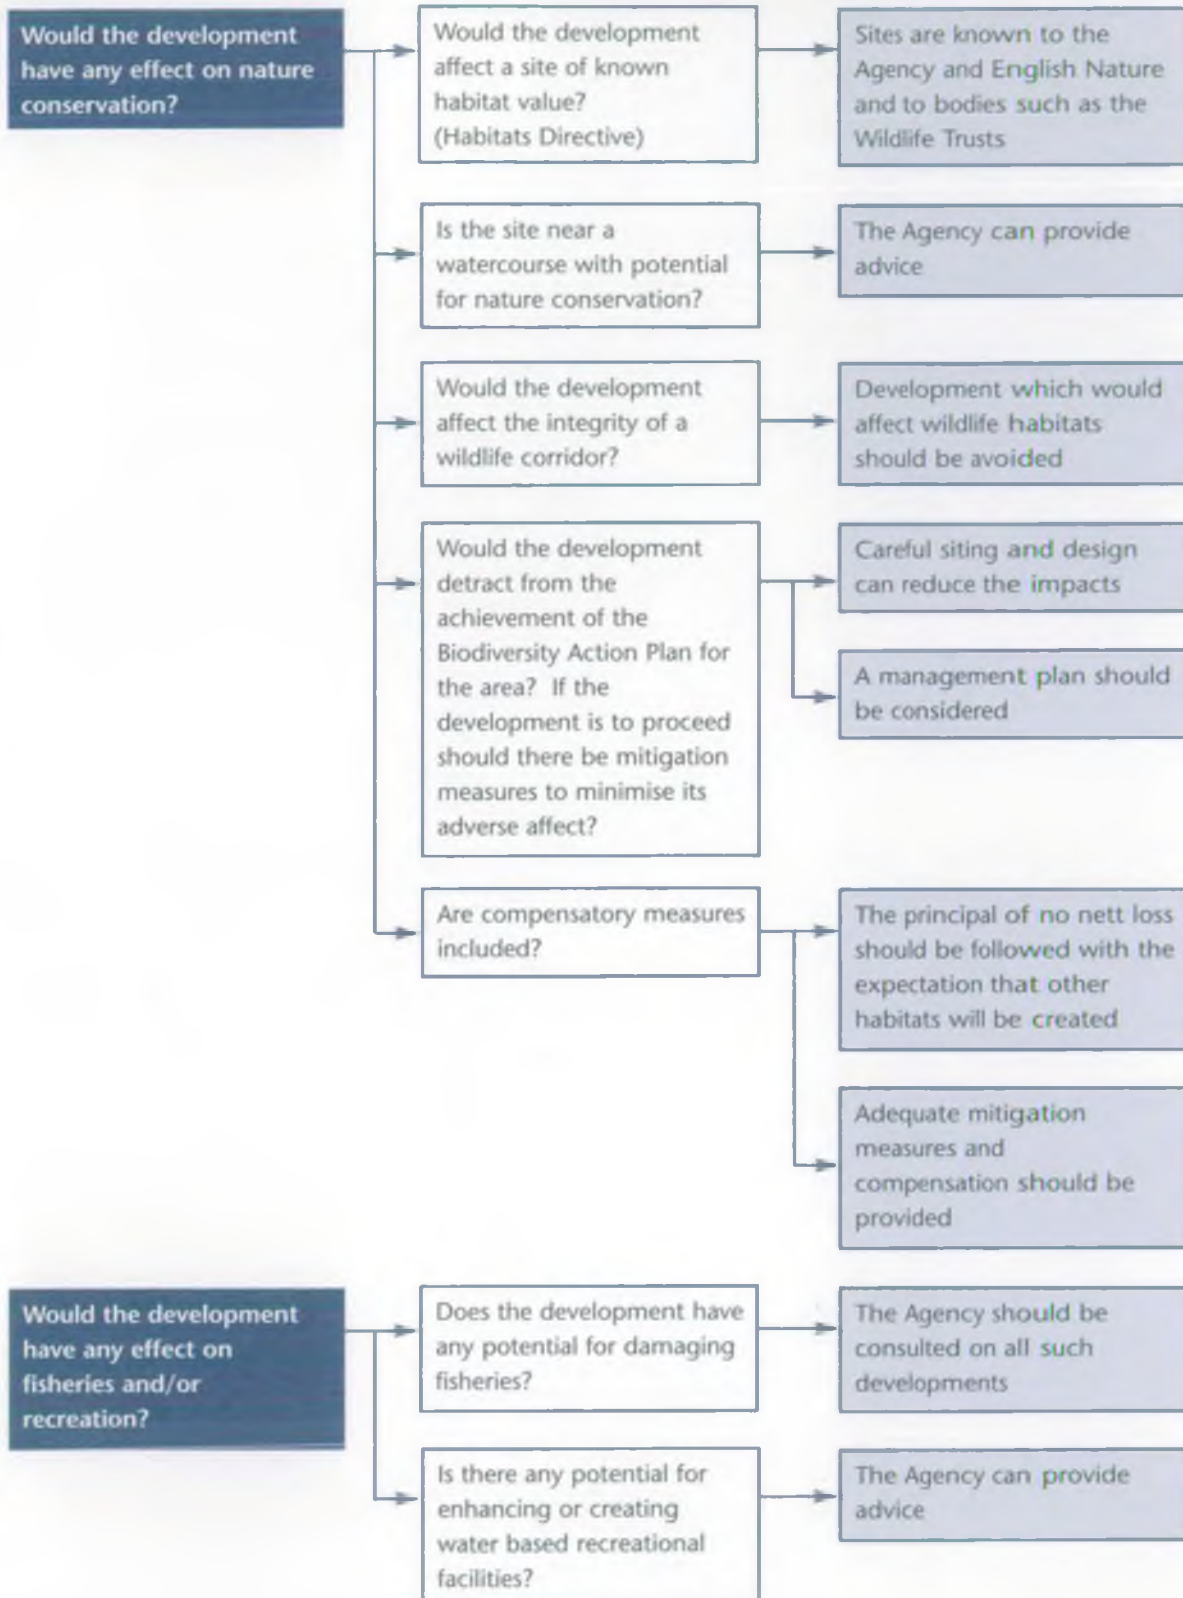 Would the development
have any effect on nature
conservation?
Would the development
affect a site of known
habitat value?
(Habitats Directive)
Sites are known to the
Agency and English Nature
and to bodies such as the
Wildlife Trusts
Is the site near a
watercourse with potential
for nature conservation?
The Agency can provide
advice
Would the development
affect the integrity of a
wildlife corridor?
Development which would
affect wildlife habitats
should be avoided
Would the development
detract from the
achievement of the
Biodiversity Action Plan for
the area? If the
development is to proceed
should there be mitigation
measures to minimise its
adverse affect?
Careful siting and design
can reduce the impacts
A management plan should
be considered
Are compensatory measures
included?
The principal of no nett loss
should be followed with the
expectation that other
habitats will be created
Adequate mitigation
measures and
compensation should be
provided
Would the development
have any effect on
fisheries and/or
recreation?
Does the development have
any potential for damaging
fisheries?
The Agency should be
consulted on all such
developments
Is there any potential for
enhancing or creating
water based recreational
facilities?
The Agency can provide
advice